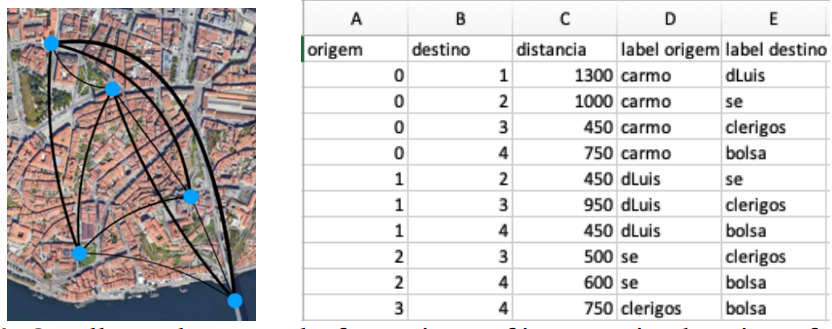 A B C D E
origem destino distancia label origem label destino
0 1 1300 carmo dLuis
0 2 1000 carmo se
0 3 450 carmo clerigos
0 4 750 carmo bolsa
1 2 450 dLuis se
1 3 950 dLuis clerigos
1 4 450 dLuis bolsa
2 3 500 se clerigos
2 4 600 se bolsa
3 4 750 clerigos bolsa